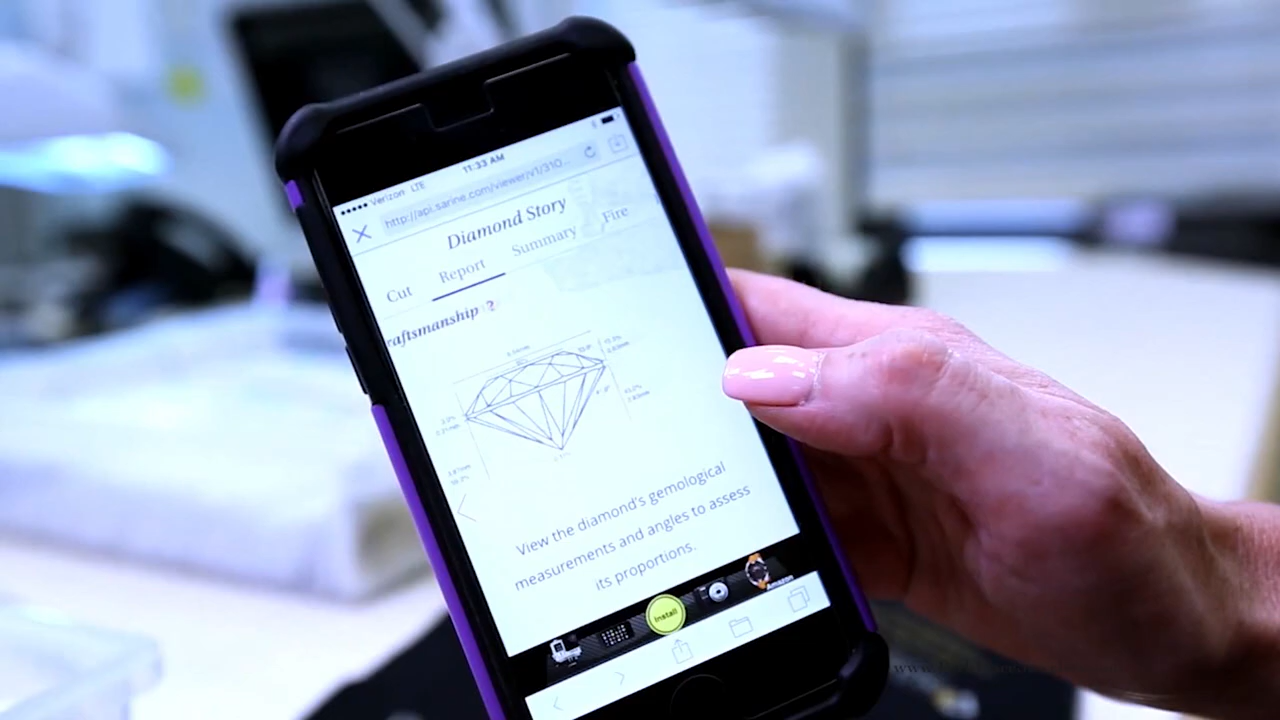 Verizon LTE
11:33 AM
http://api.sarine.com/viewer/v1/310...
Diamond Story
Cut Report Summary Fire
raftsmanship ?
View the diamond's gemological
measurements and angles to assess
its proportions.
Install
Amazon